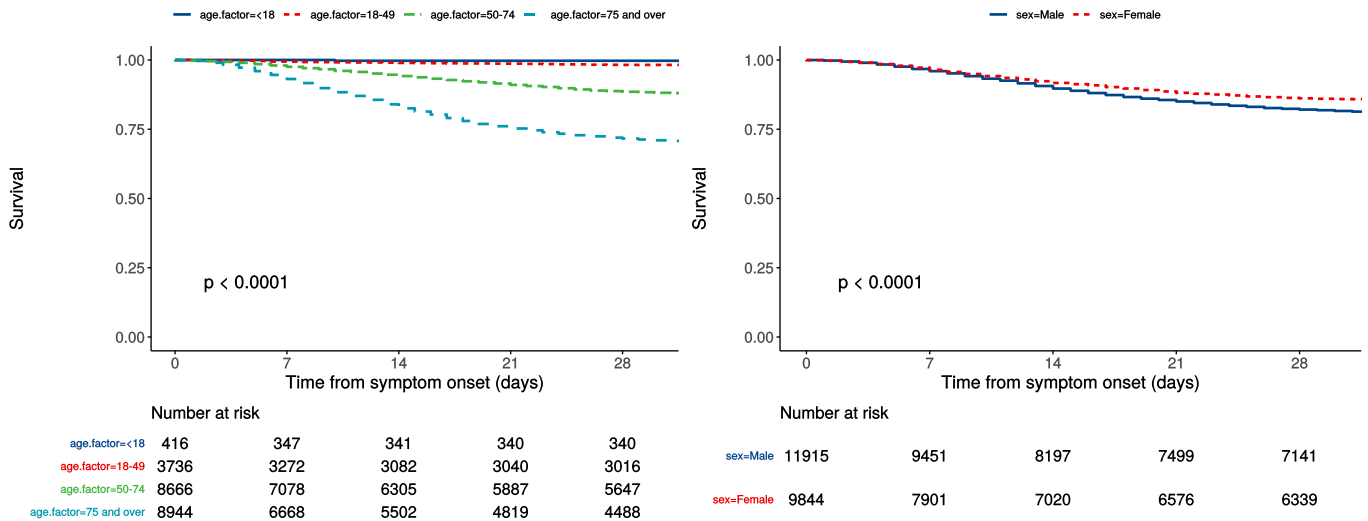 age.factor=<18 age.factor=18-49 age.factor=50-74 age.factor=75 and over
1.00
0.75
0.50
0.25
0.00
Survival
p < 0.0001
0 7 14 21 28
Time from symptom onset (days)
Number at risk
age.factor=<18 416 347 341 340 340
age.factor=18-49 3736 3272 3082 3040 3016
age.factor=50-74 8666 7078 6305 5887 5647
age.factor=75 and over 8944 6668 5502 4819 4488
sex=Male sex=Female
1.00
0.75
0.50
0.25
0.00
Survival
p < 0.0001
0 7 14 21 28
Time from symptom onset (days)
Number at risk
sex=Male 11915 9451 8197 7499 7141
sex=Female 9844 7901 7020 6576 6339